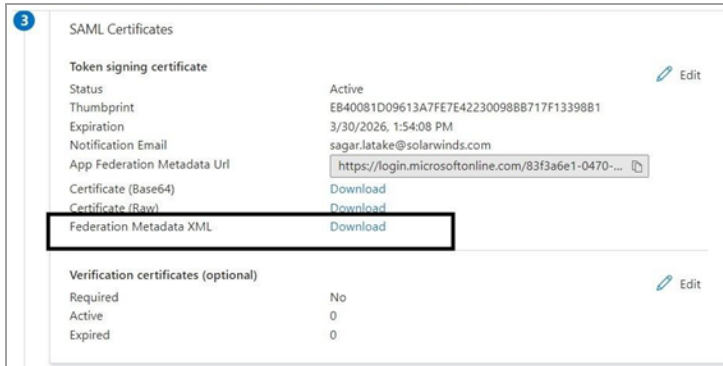 3
SAML Certificates
Token signing certificate
Edit
Status Active
Thumbprint EB40081D09613A7FE7E42230098BB717F13398B1
Expiration 3/30/2026, 1:54:08 PM
Notification Email sagar.latake@solarwinds.com
App Federation Metadata Url https://login.microsoftonline.com/83f3a6e1-0470-...
Certificate (Base64) Download
Certificate (Raw) Download
Federation Metadata XML Download
Verification certificates (optional)
Edit
Required No
Active 0
Expired 0